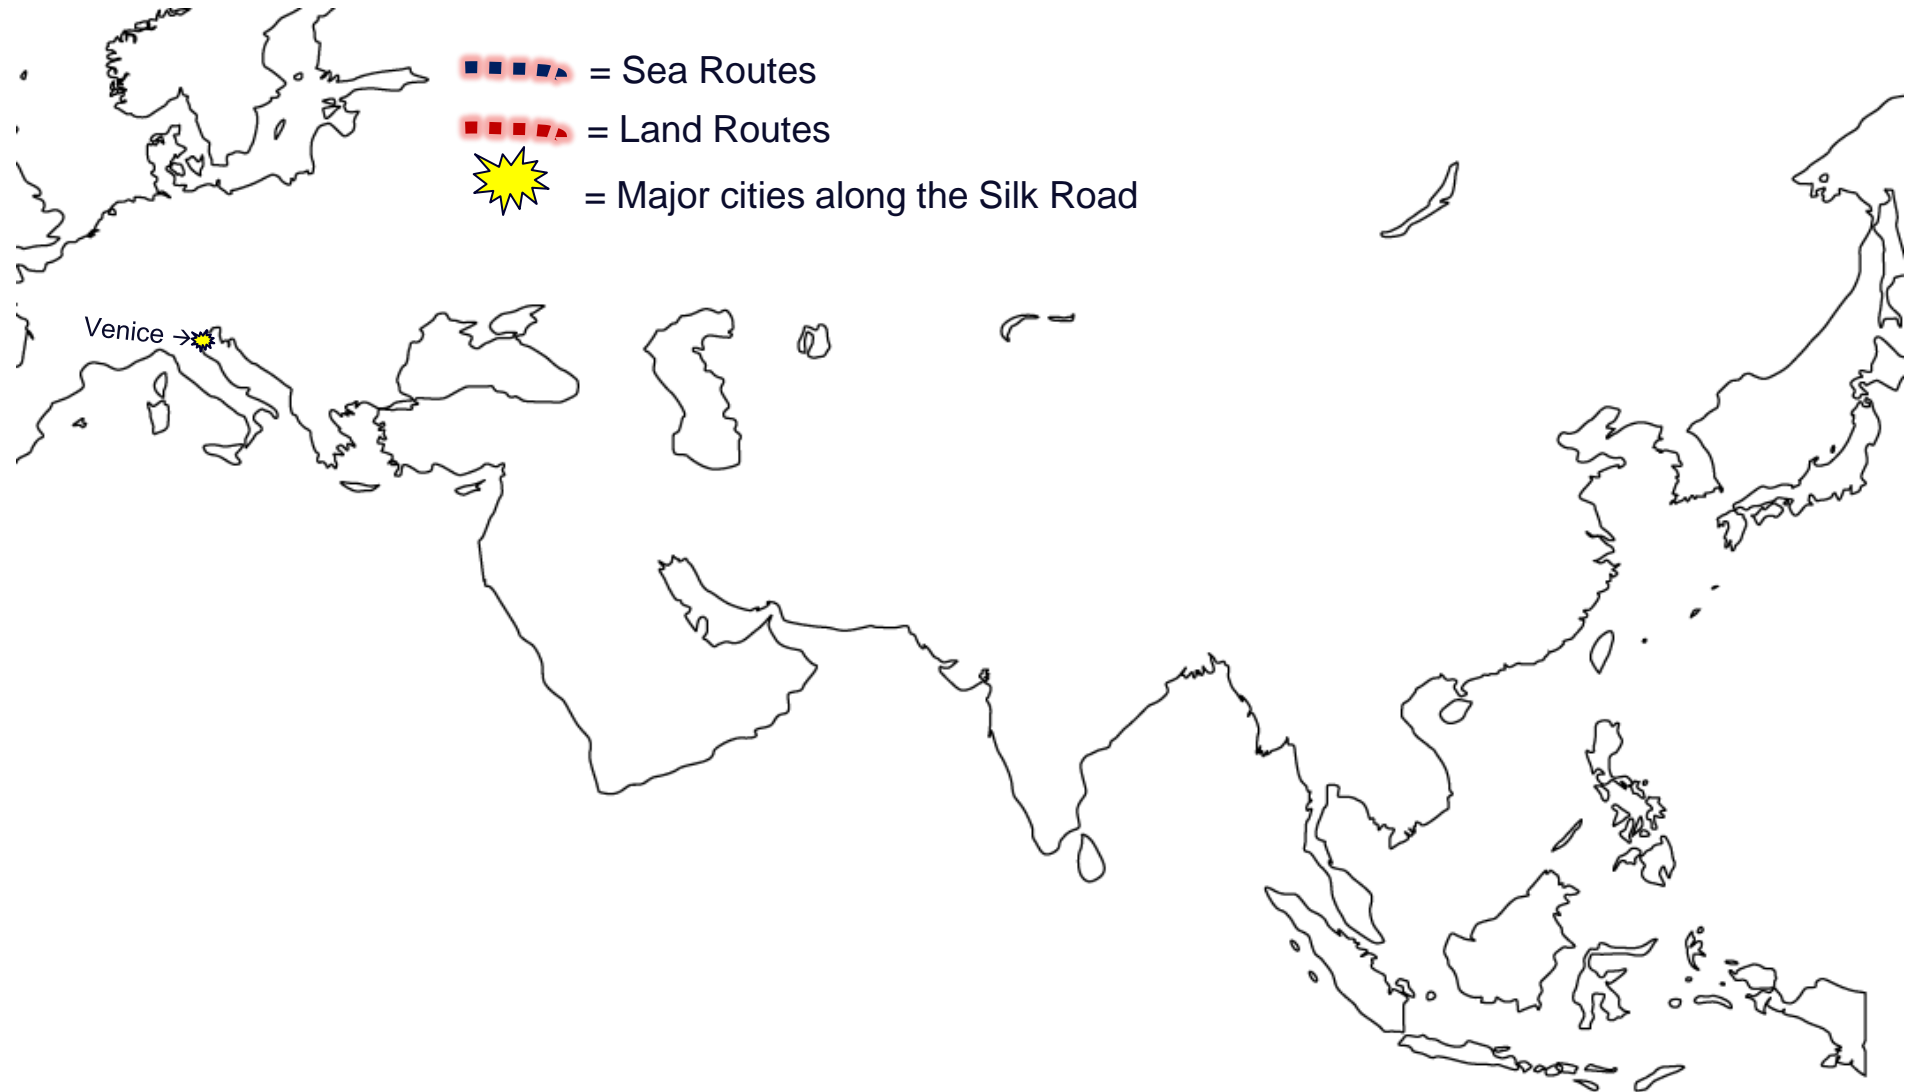 = Sea Routes
= Land Routes
= Major cities along the Silk Road
Venice →